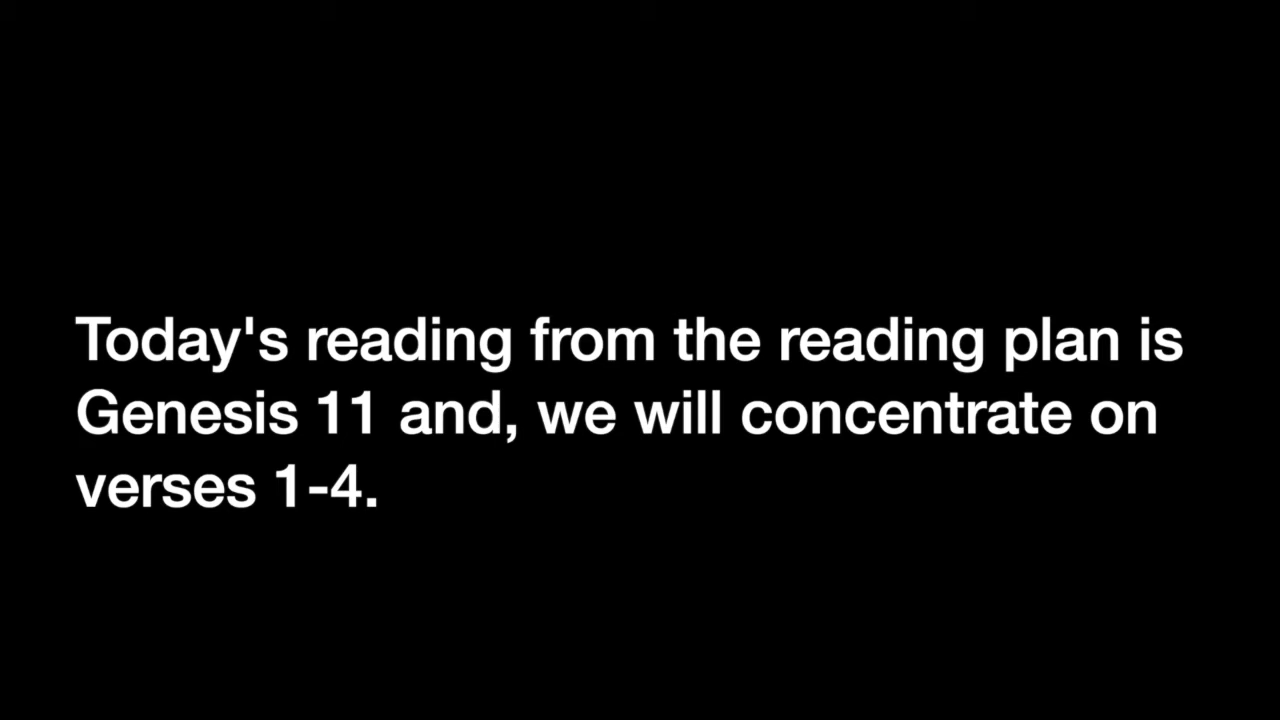 Today's reading from the reading plan is
Genesis 11 and, we will concentrate on
verses 1-4.